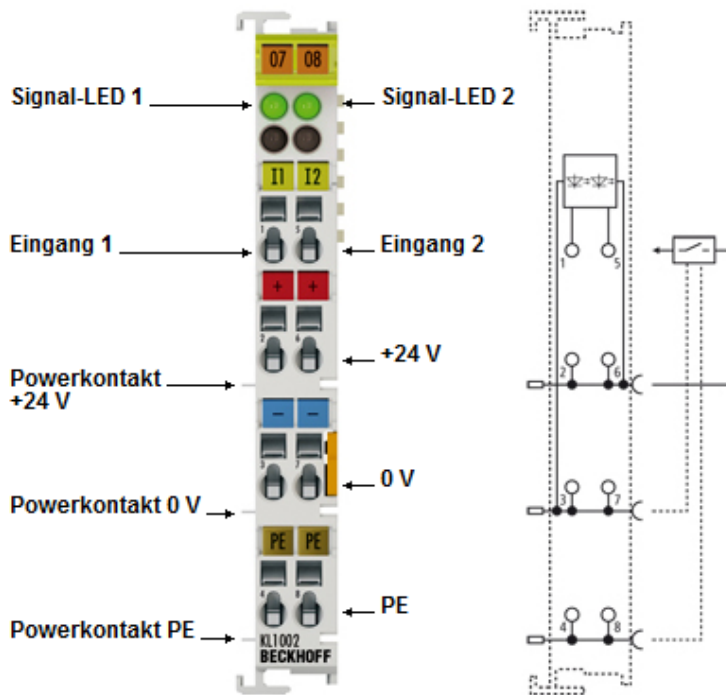 07 08
Signal-LED 1
Signal-LED 2
I1 I2
1 5
Eingang 1
Eingang 2
1 5
+ +
2 6
+24 V
2 6
Powerkontakt
+24 V
− −
3 7
0 V
3 7
Powerkontakt 0 V
PE PE
4 8
PE
4 8
Powerkontakt PE
KL1002
BECKHOFF